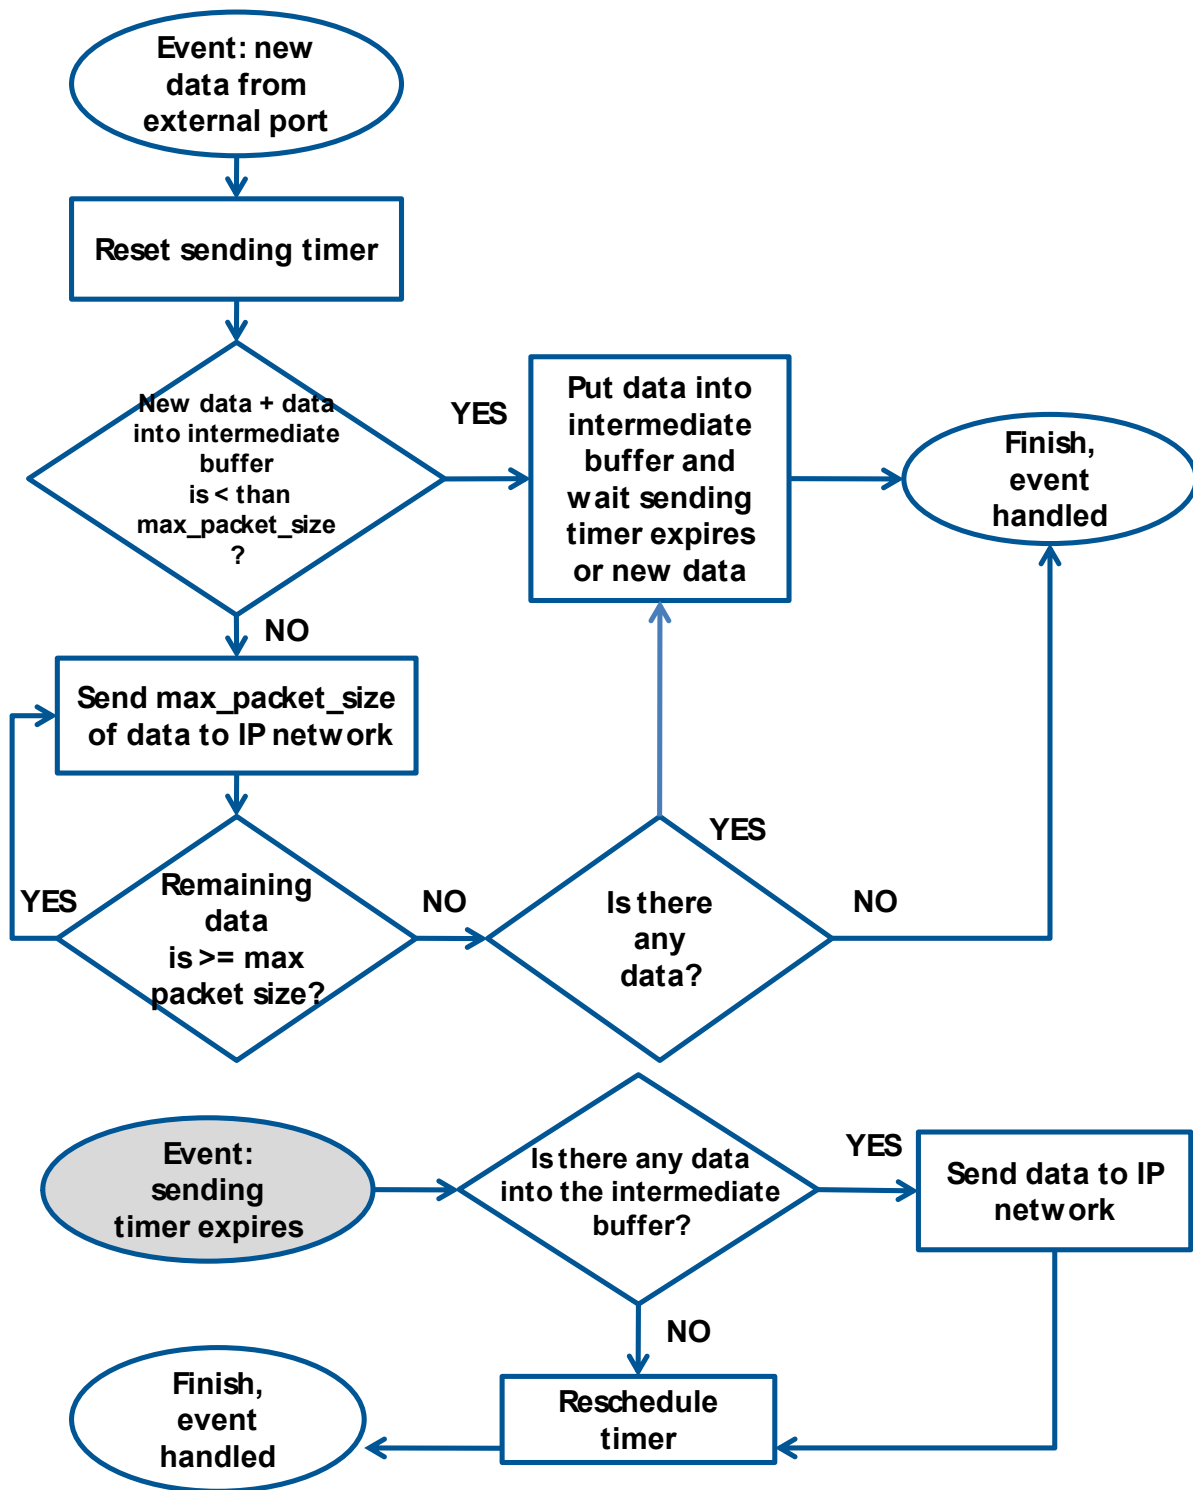 Event: new
data from
external port
Reset sending timer
New data + data
into intermediate
buffer
is < than
max_packet_size
?
YES
Put data into
intermediate
buffer and
wait sending
timer expires
or new data
Finish,
event
handled
NO
Send max_packet_size
of data to IP network
YES
Remaining
data
is >= max
packet size?
NO
YES
Is there
any
data?
NO
Event:
sending
timer expires
Is there any data
into the intermediate
buffer?
YES
Send data to IP
network
NO
Reschedule
timer
Finish,
event
handled